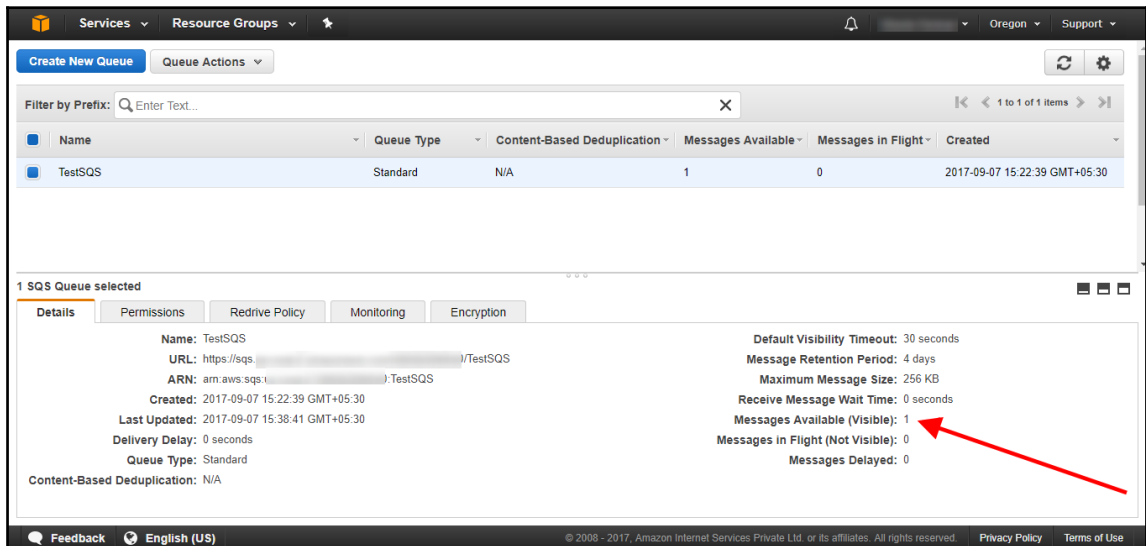 Services Resource Groups Oregon Support
Create New Queue Queue Actions
Filter by Prefix: Enter Text... 1 to 1 of 1 items
Name Queue Type Content-Based Deduplication Messages Available Messages in Flight Created
TestSQS Standard N/A 1 0 2017-09-07 15:22:39 GMT+05:30
1 SQS Queue selected
Details Permissions Redrive Policy Monitoring Encryption
Name: TestSQS
URL: https://sqs. /TestSQS
ARN: arn:aws:sqs: :TestSQS
Created: 2017-09-07 15:22:39 GMT+05:30
Last Updated: 2017-09-07 15:38:41 GMT+05:30
Delivery Delay: 0 seconds
Queue Type: Standard
Content-Based Deduplication: N/A
Default Visibility Timeout: 30 seconds
Message Retention Period: 4 days
Maximum Message Size: 256 KB
Receive Message Wait Time: 0 seconds
Messages Available (Visible): 1
Messages in Flight (Not Visible): 0
Messages Delayed: 0
Feedback English (US) © 2008 - 2017, Amazon Internet Services Private Ltd. or its affiliates. All rights reserved. Privacy Policy Terms of Use